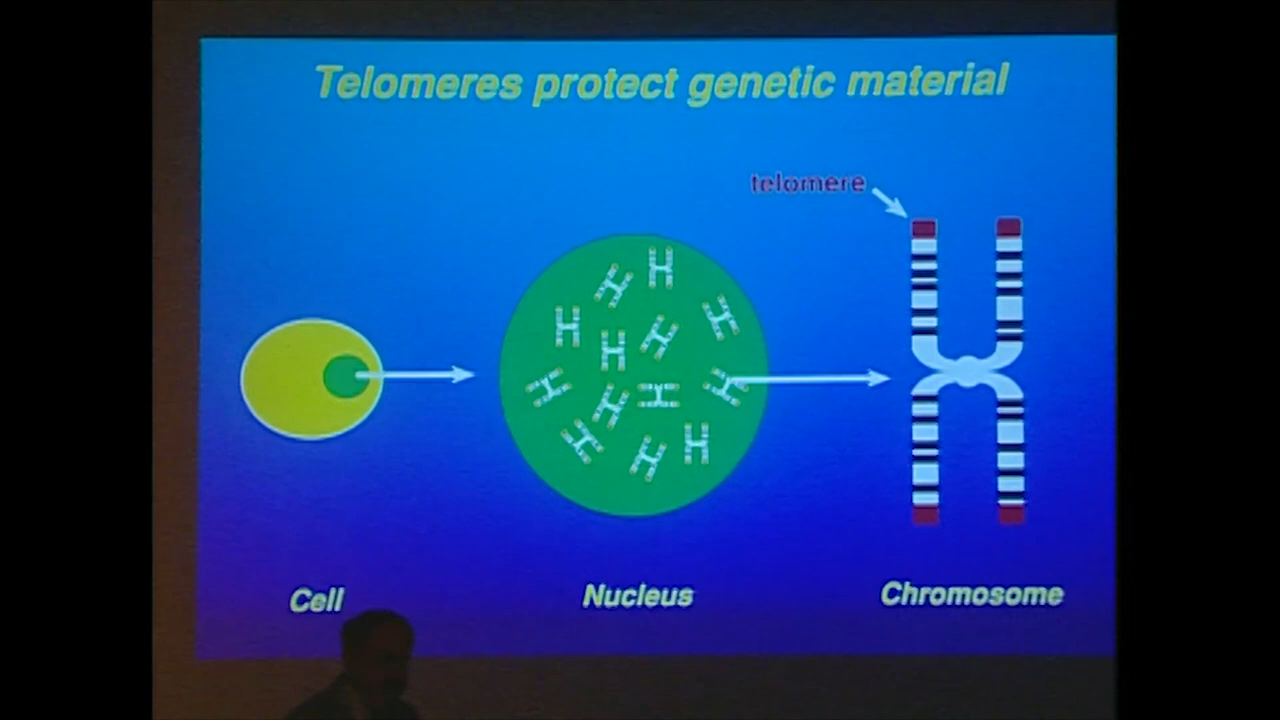 Telomeres protect genetic material
telomere
Cell
Nucleus
Chromosome